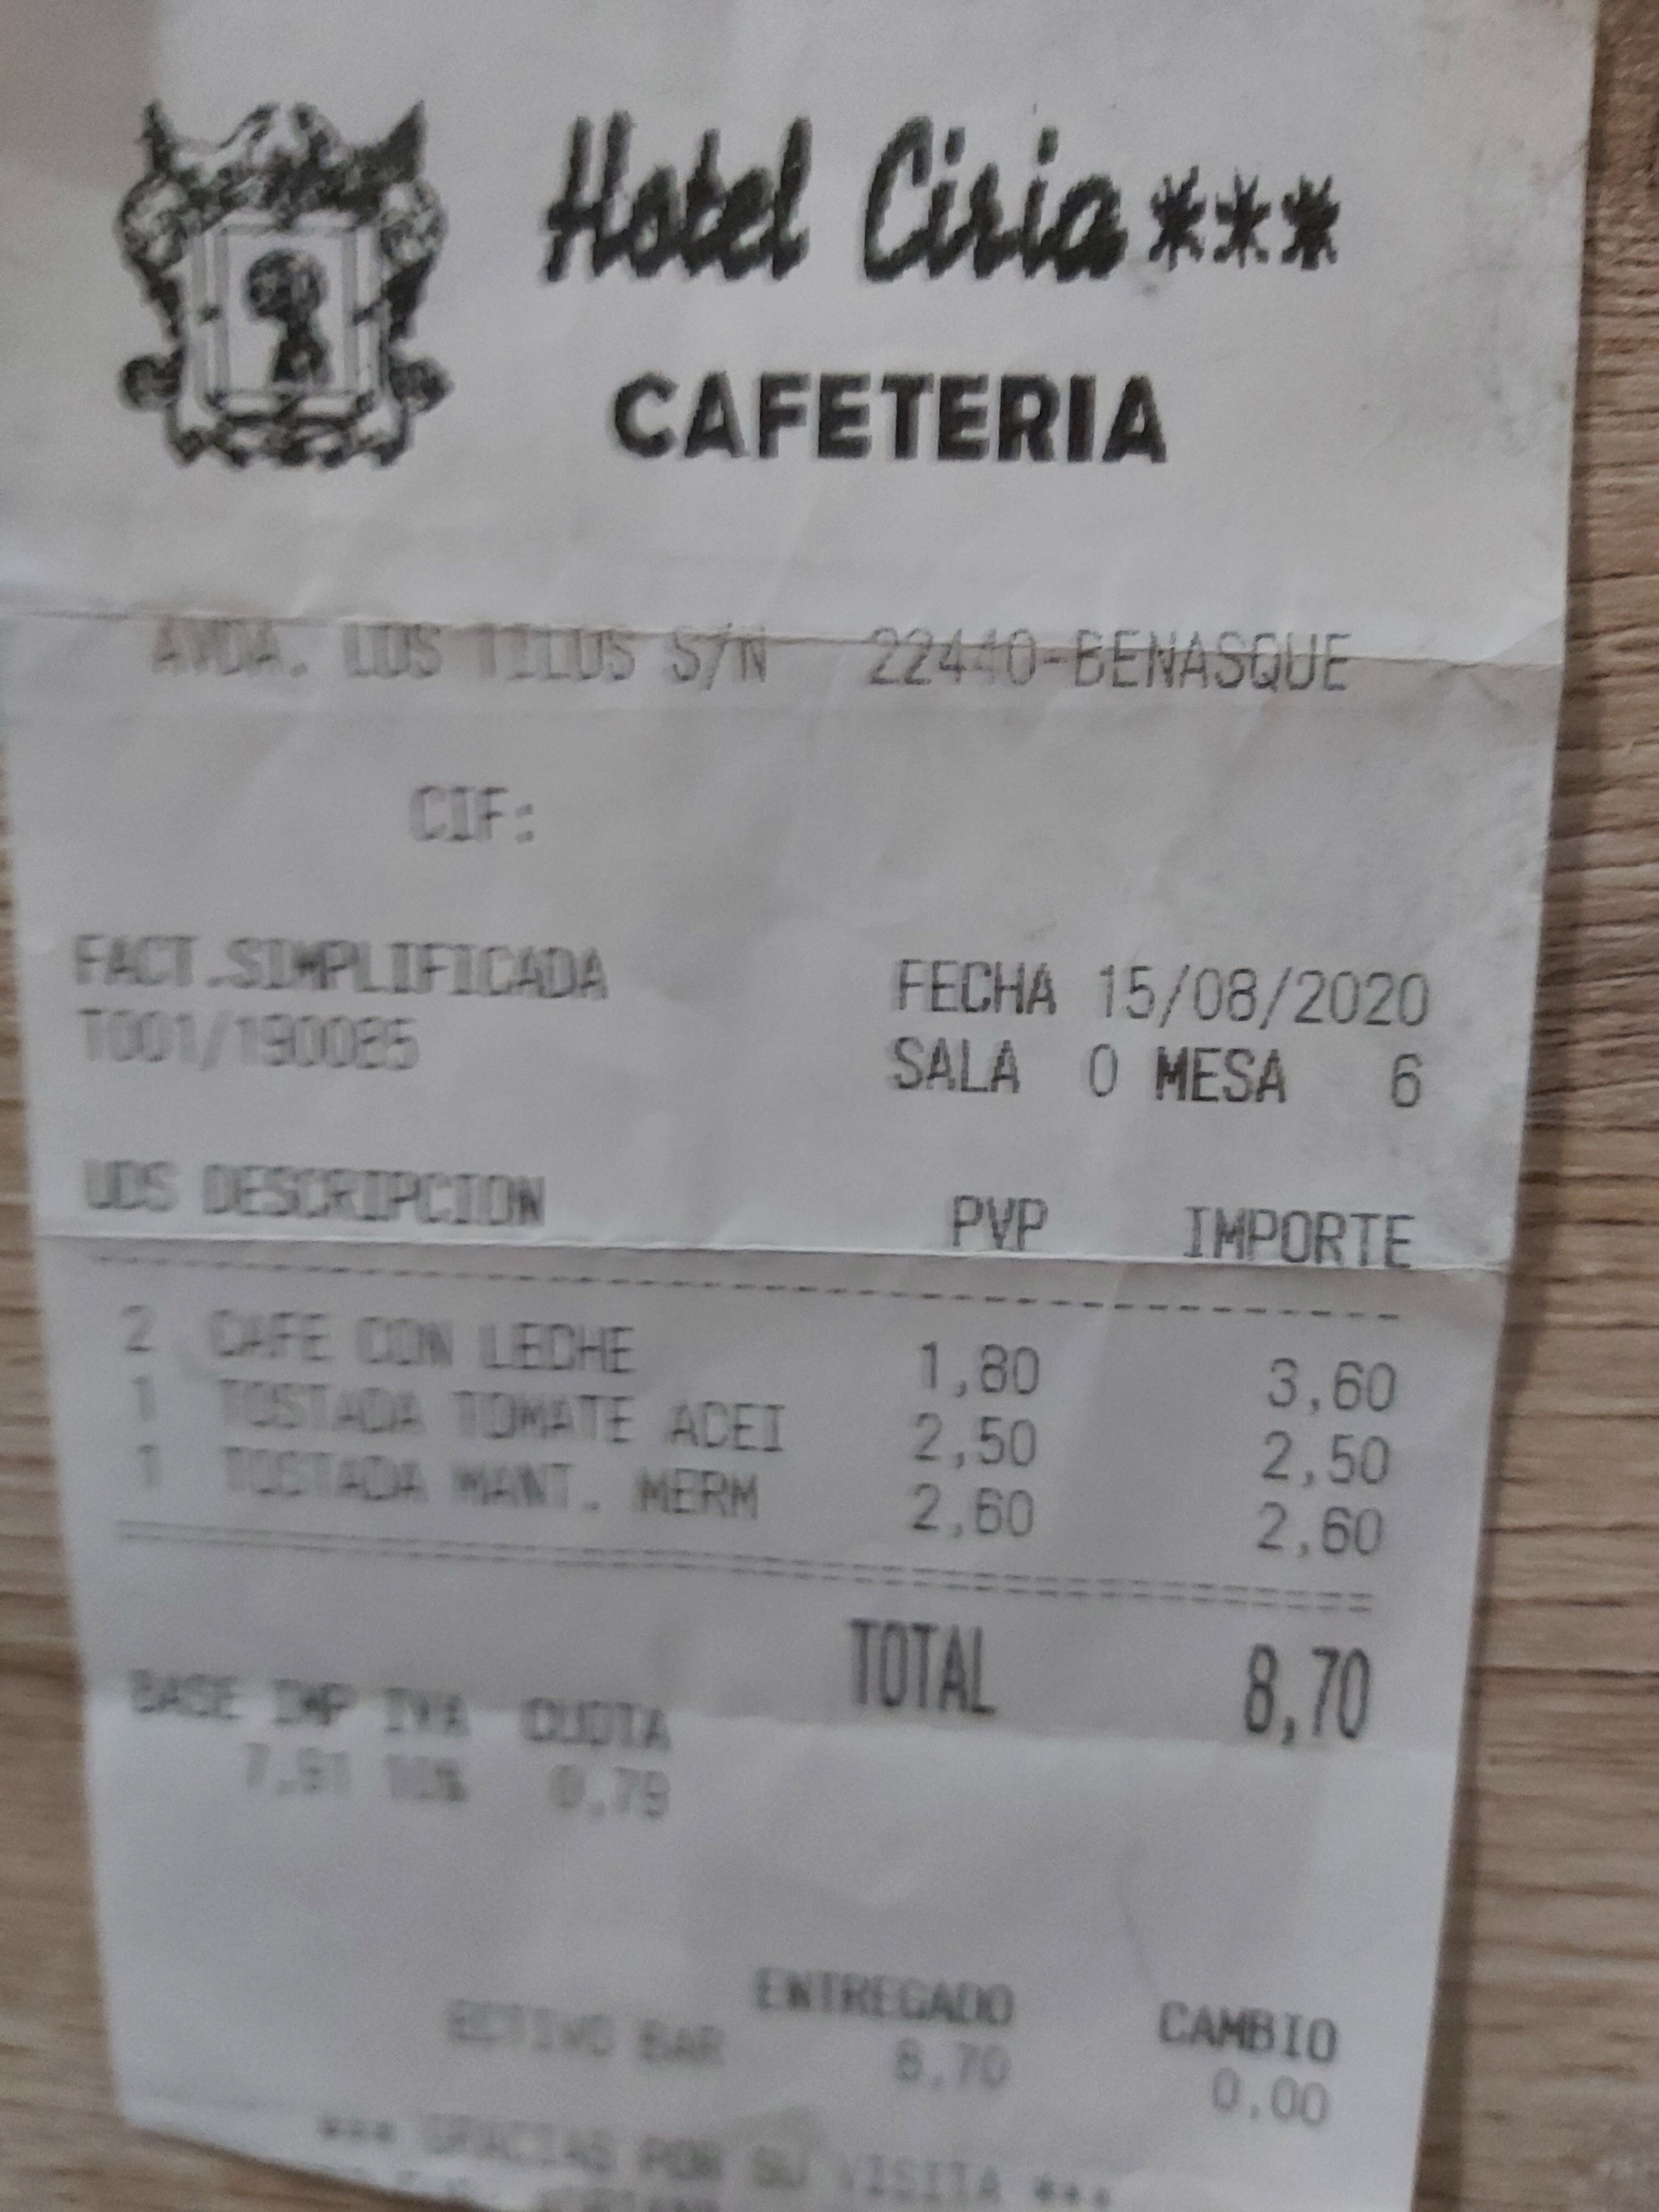 Hotel Ciria ***
CAFETERIA
AVDA. LOS TILOS S/N 22440-BENASQUE
CIF:
FACT.SIMPLIFICADA FECHA 15/08/2020
T001/190085 SALA 0 MESA 6
UDS DESCRIPCION PVP IMPORTE
2 CAFE CON LECHE 1,80 3,60
1 TOSTADA TOMATE ACEI 2,50 2,50
1 TOSTADA MANT. MERM 2,60 2,60
TOTAL 8,70
BASE IMP IVA CUOTA
7,91 10% 0,79
ENTREGADO CAMBIO
BAR 8,70 0,00
*** GRACIAS POR SU VISITA ***